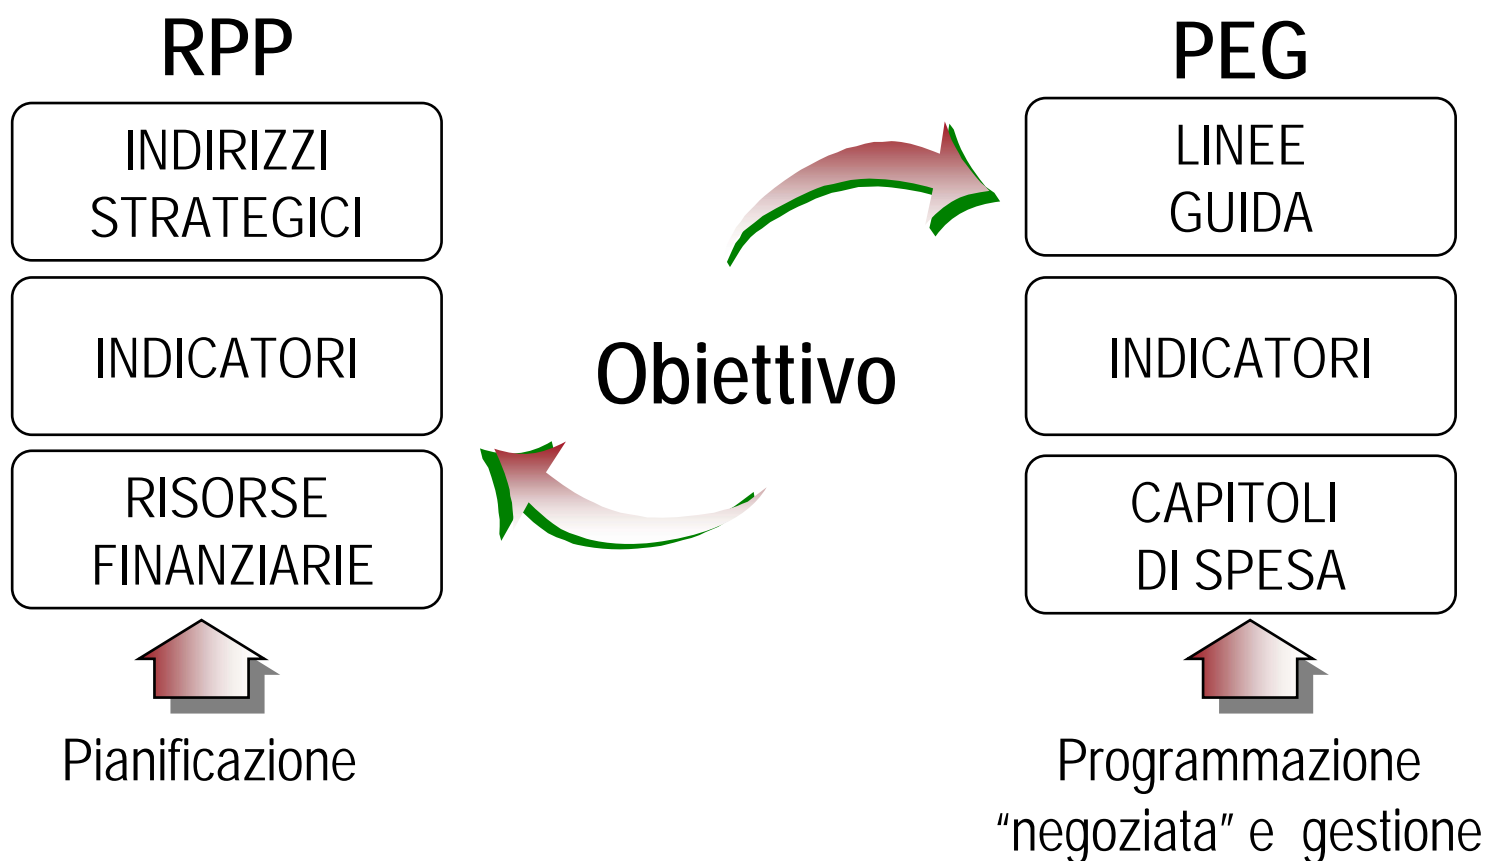 RPP
INDIRIZZI
STRATEGICI
INDICATORI
RISORSE
FINANZIARIE
Pianificazione
Obiettivo
PEG
LINEE
GUIDA
INDICATORI
CAPITOLI
DI SPESA
Programmazione
"negoziata" e gestione